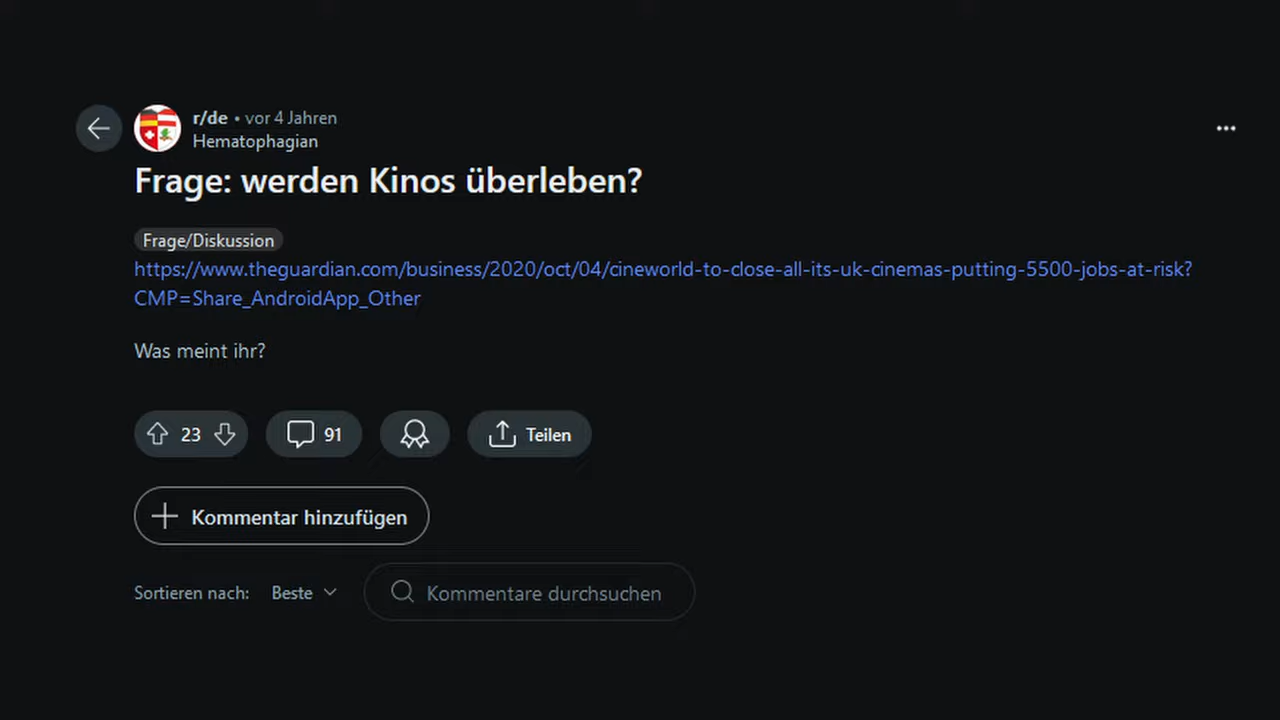 r/de • vor 4 Jahren
Hematophagian
Frage: werden Kinos überleben?
Frage/Diskussion
https://www.theguardian.com/business/2020/oct/04/cineworld-to-close-all-its-uk-cinemas-putting-5500-jobs-at-risk?
CMP=Share_AndroidApp_Other
Was meint ihr?
23 91 Teilen
Kommentar hinzufügen
Sortieren nach: Beste Kommentare durchsuchen